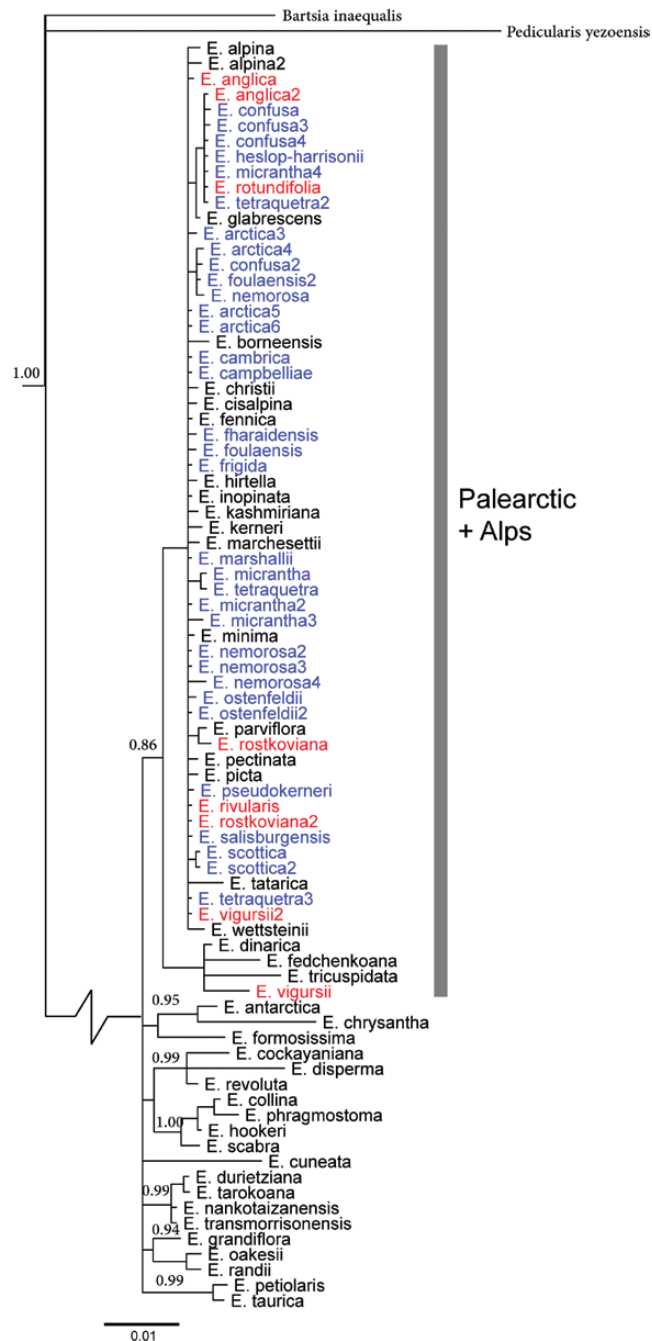 Bartsia inaequalis
Pedicularis yezoensis
E. alpina
E. alpina2
E. anglica
E. anglica2
E. confusa
E. confusa3
E. confusa4
E. heslop-harrisonii
E. micrantha4
E. rotundifolia
E. tetraquetra2
E. glabrescens
E. arctica3
E. arctica4
E. confusa2
E. foulaensis2
E. nemorosa
E. arctica5
E. arctica6
E. borneensis
E. cambrica
1.00
E. campbelliae
E. christii
E. cisalpina
E. fennica
E. fharaidensis
E. foulaensis
E. frigida
E. hirtella
E. inopinata
E. kashmiriana
E. kerneri
E. marchesettii
Palearctic
+ Alps
E. marshallii
E. micrantha
E. tetraquetra
E. micrantha2
E. micrantha3
E. minima
E. nemorosa2
E. nemorosa3
E. nemorosa4
E. ostenfeldii
E. ostenfeldii2
E. parviflora
0.86
E. rostkoviana
E. pectinata
E. picta
E. pseudokerneri
E. rivularis
E. rostkoviana2
E. salisburgensis
E. scottica
E. scottica2
E. tatarica
E. tetraquetra3
E. vigursii2
E. wettsteinii
E. dinarica
E. fedchenkoana
E. tricuspidata
E. vigursii
0.95
E. antarctica
E. chrysantha
E. formosissima
0.99
E. cockayaniana
E. disperma
E. revoluta
E. collina
E. phragmostoma
1.00
E. hookeri
E. scabra
E. cuneata
E. durietziana
0.99
E. tarokoana
E. nankotaizanensis
E. transmorrisonensis
0.94
E. grandiflora
E. oakesii
E. randii
0.99
E. petiolaris
E. taurica
0.01